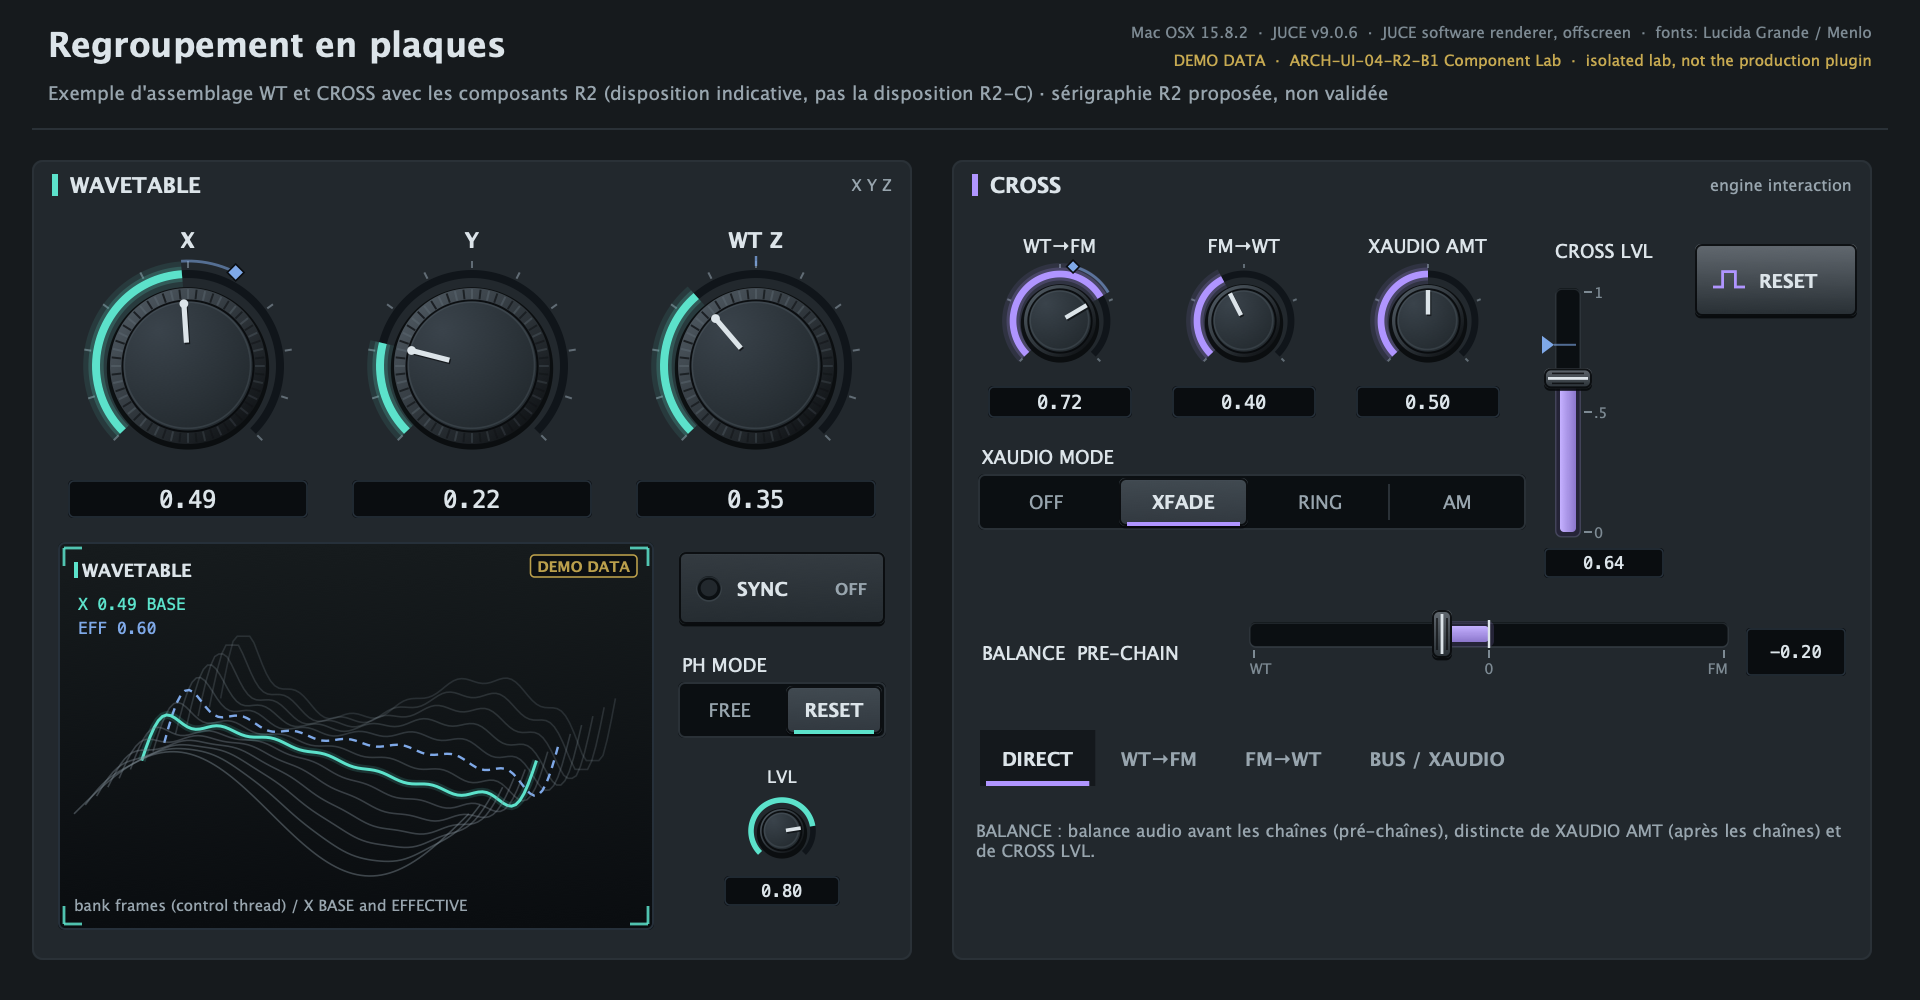 Regroupement en plaques
Mac OSX 15.8.2 · JUCE v9.0.6 · JUCE software renderer, offscreen · fonts: Lucida Grande / Menlo
DEMO DATA · ARCH-UI-04-R2-B1 Component Lab · isolated lab, not the production plugin
Exemple d'assemblage WT et CROSS avec les composants R2 (disposition indicative, pas la disposition R2-C) · sérigraphie R2 proposée, non validée
WAVETABLE
X Y Z
X
Y
WT Z
0.49
0.22
0.35
WAVETABLE
DEMO DATA
X 0.49 BASE
EFF 0.60
bank frames (control thread) / X BASE and EFFECTIVE
SYNC
OFF
PH MODE
FREE
RESET
LVL
0.80
CROSS
engine interaction
WT→FM
FM→WT
XAUDIO AMT
CROSS LVL
RESET
0.72
0.40
0.50
1
.5
0
0.64
XAUDIO MODE
OFF
XFADE
RING
AM
BALANCE PRE-CHAIN
WT
0
FM
−0.20
DIRECT
WT→FM
FM→WT
BUS / XAUDIO
BALANCE : balance audio avant les chaînes (pré-chaînes), distincte de XAUDIO AMT (après les chaînes) et
de CROSS LVL.